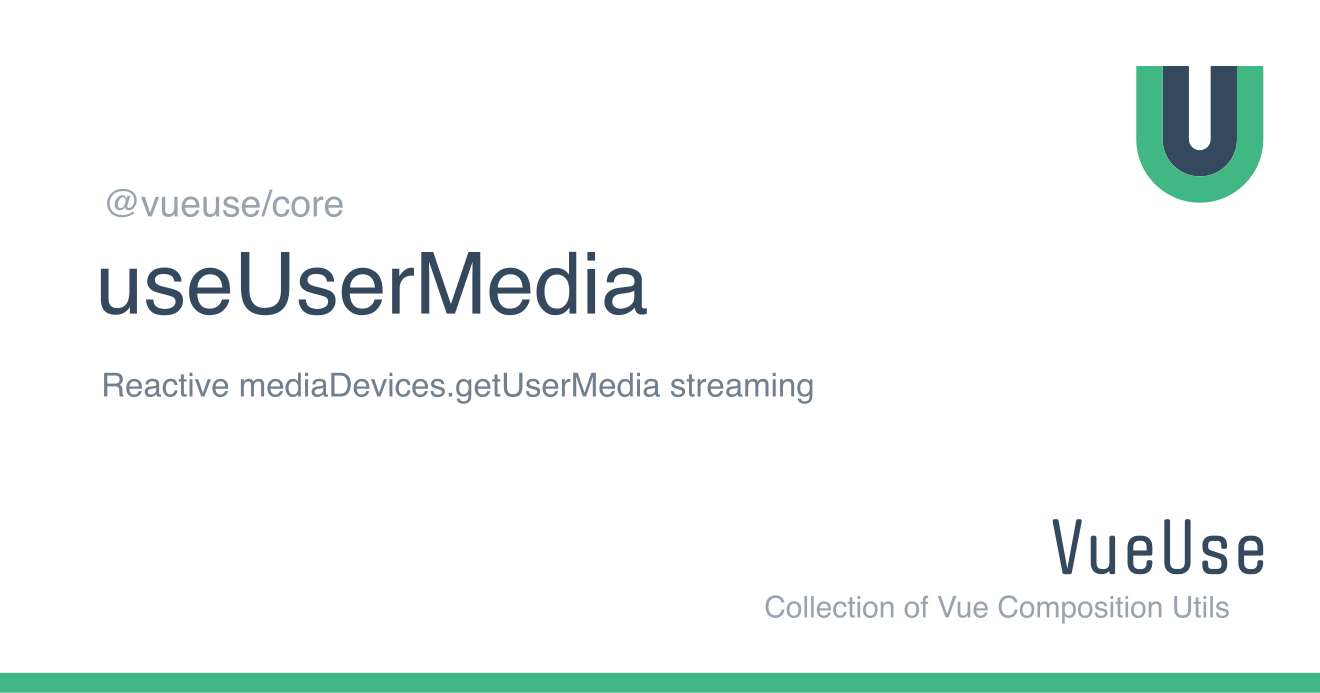 @vueuse/core
useUserMedia
Reactive mediaDevices.getUserMedia streaming
VueUse
Collection of Vue Composition Utils